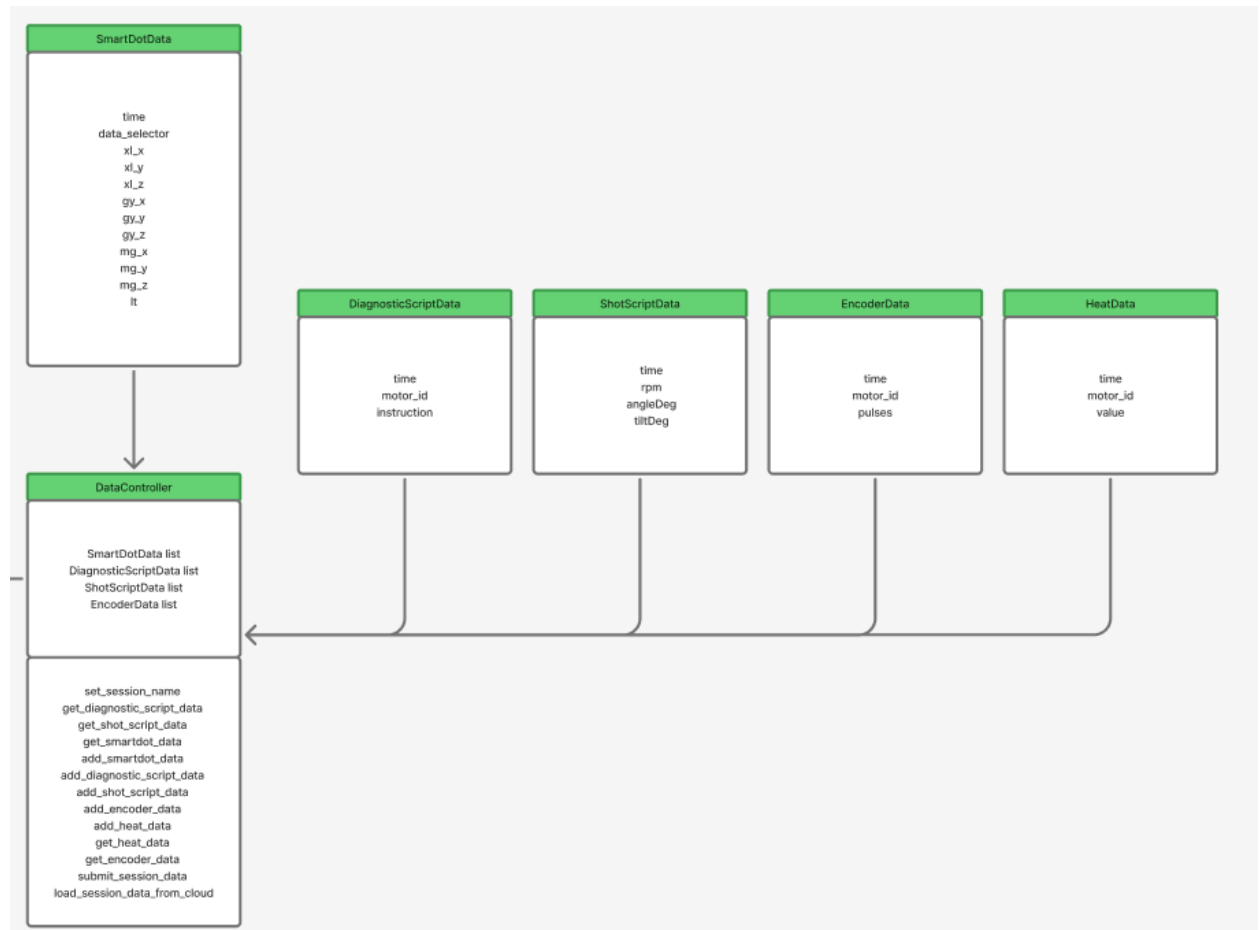 SmartDotData
time
data_selector
xl_x
xl_y
xl_z
gy_x
gy_y
gy_z
mg_x
mg_y
mg_z
lt
DiagnosticScriptData
time
motor_id
instruction
ShotScriptData
time
rpm
angleDeg
tiltDeg
EncoderData
time
motor_id
pulses
HeatData
time
motor_id
value
DataController
SmartDotData list
DiagnosticScriptData list
ShotScriptData list
EncoderData list
set_session_name
get_diagnostic_script_data
get_shot_script_data
get_smartdot_data
add_smartdot_data
add_diagnostic_script_data
add_shot_script_data
add_encoder_data
add_heat_data
get_heat_data
get_encoder_data
submit_session_data
load_session_data_from_cloud